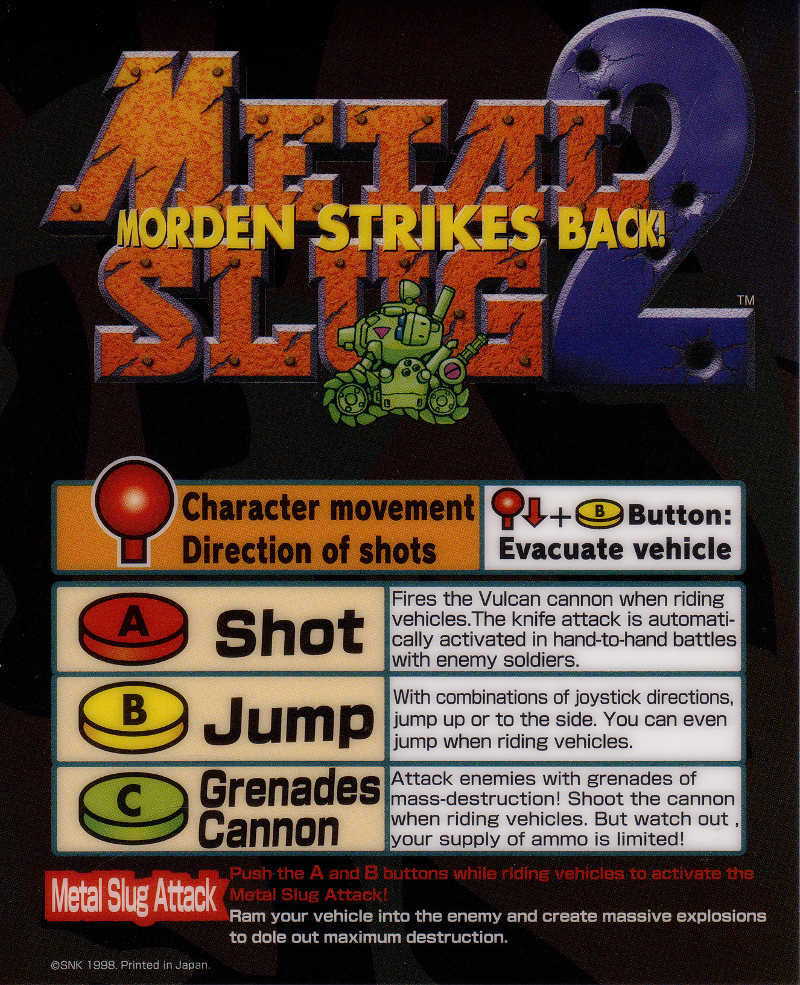 METAL
2
MORDEN STRIKES BACK!
SLUG
TM
Character movement
Direction of shots
+ B Button:
Evacuate vehicle
A
Shot
Fires the Vulcan cannon when riding
vehicles.The knife attack is automati-
cally activated in hand-to-hand battles
with enemy soldiers.
B
Jump
With combinations of joystick directions,
jump up or to the side. You can even
jump when riding vehicles.
C
Grenades
Cannon
Attack enemies with grenades of
mass-destruction! Shoot the cannon
when riding vehicles. But watch out ,
your supply of ammo is limited!
Metal Slug Attack
Push the A and B buttons while riding vehicles to activate the
Metal Slug Attack!
Ram your vehicle into the enemy and create massive explosions
to dole out maximum destruction.
©SNK 1998. Printed in Japan.